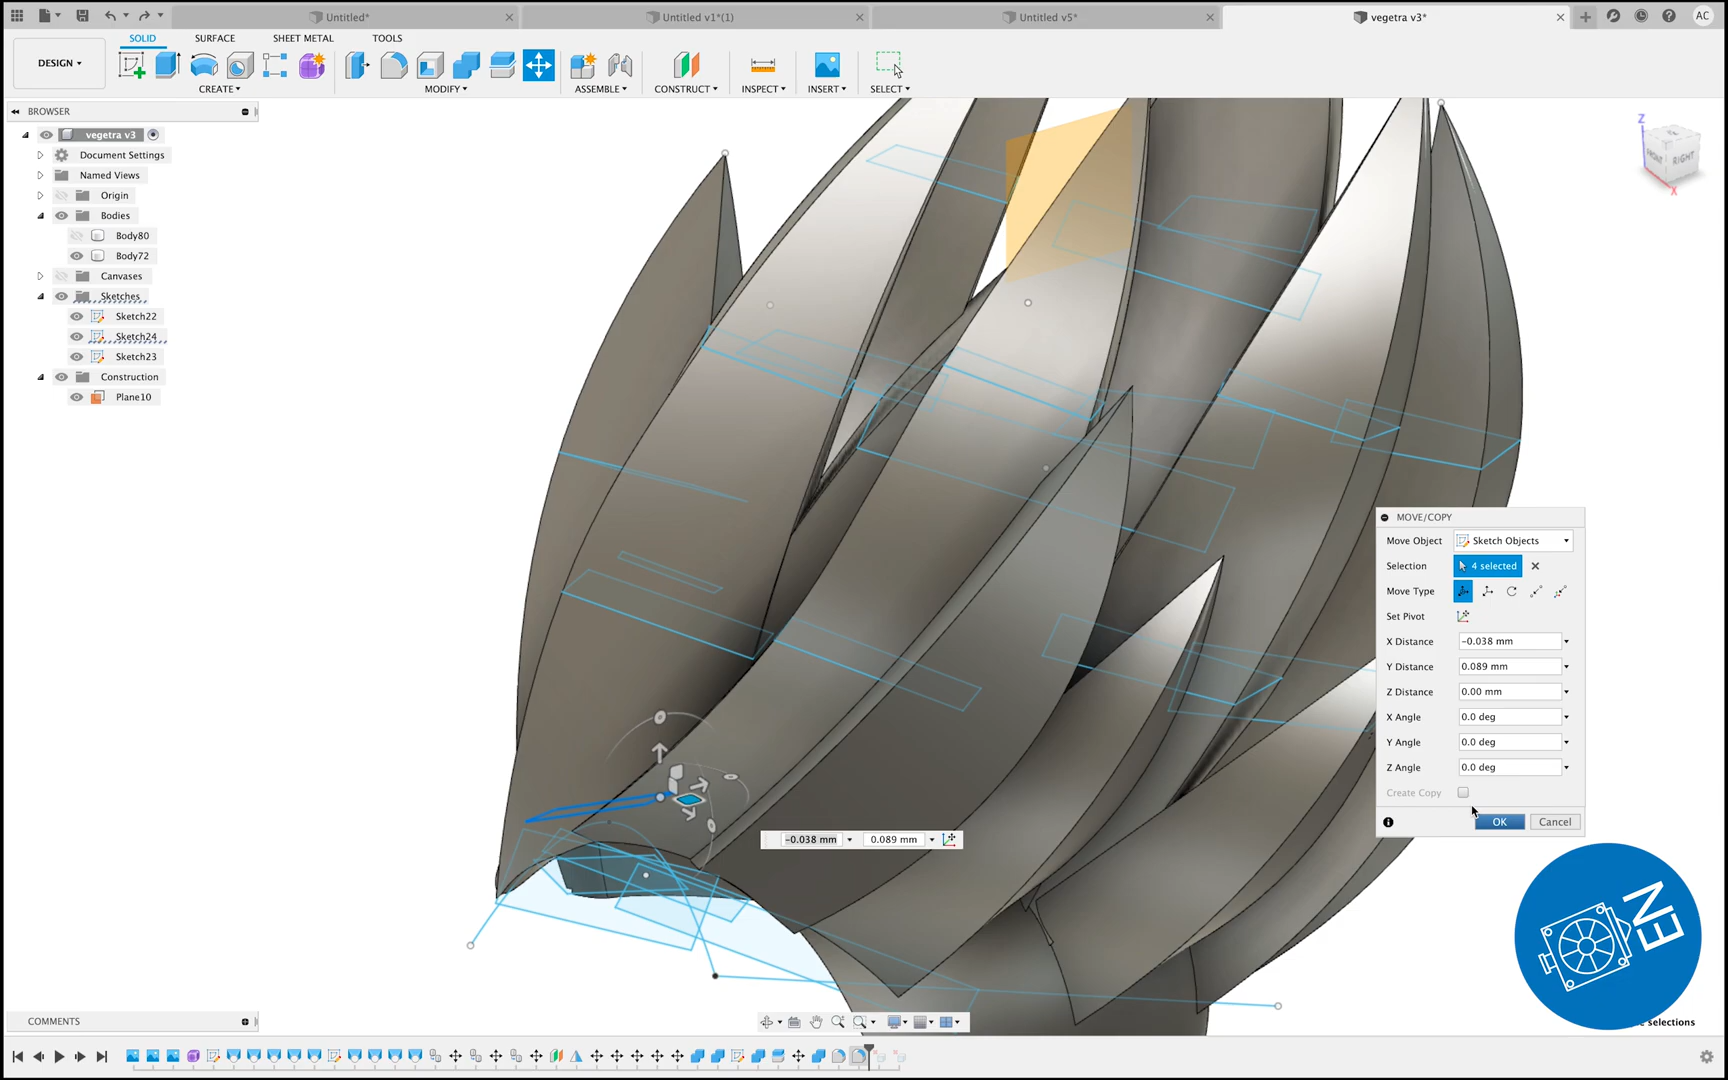 Untitled*
Untitled v1*(1)
Untitled v5*
vegetra v3*
AC
DESIGN
SOLID
SURFACE
SHEET METAL
TOOLS
CREATE
MODIFY
ASSEMBLE
CONSTRUCT
INSPECT
INSERT
SELECT
BROWSER
vegetra v3
Document Settings
Named Views
Origin
Bodies
Body80
Body72
Canvases
Sketches
Sketch22
Sketch24
Sketch23
Construction
Plane10
Z
FRONT
RIGHT
X
MOVE/COPY
Move Object
Sketch Objects
Selection
4 selected
Move Type
Set Pivot
X Distance
-0.038 mm
Y Distance
0.089 mm
Z Distance
0.00 mm
X Angle
0.0 deg
Y Angle
0.0 deg
Z Angle
0.0 deg
Create Copy
OK
Cancel
-0.038 mm
0.089 mm
EN
selections
COMMENTS